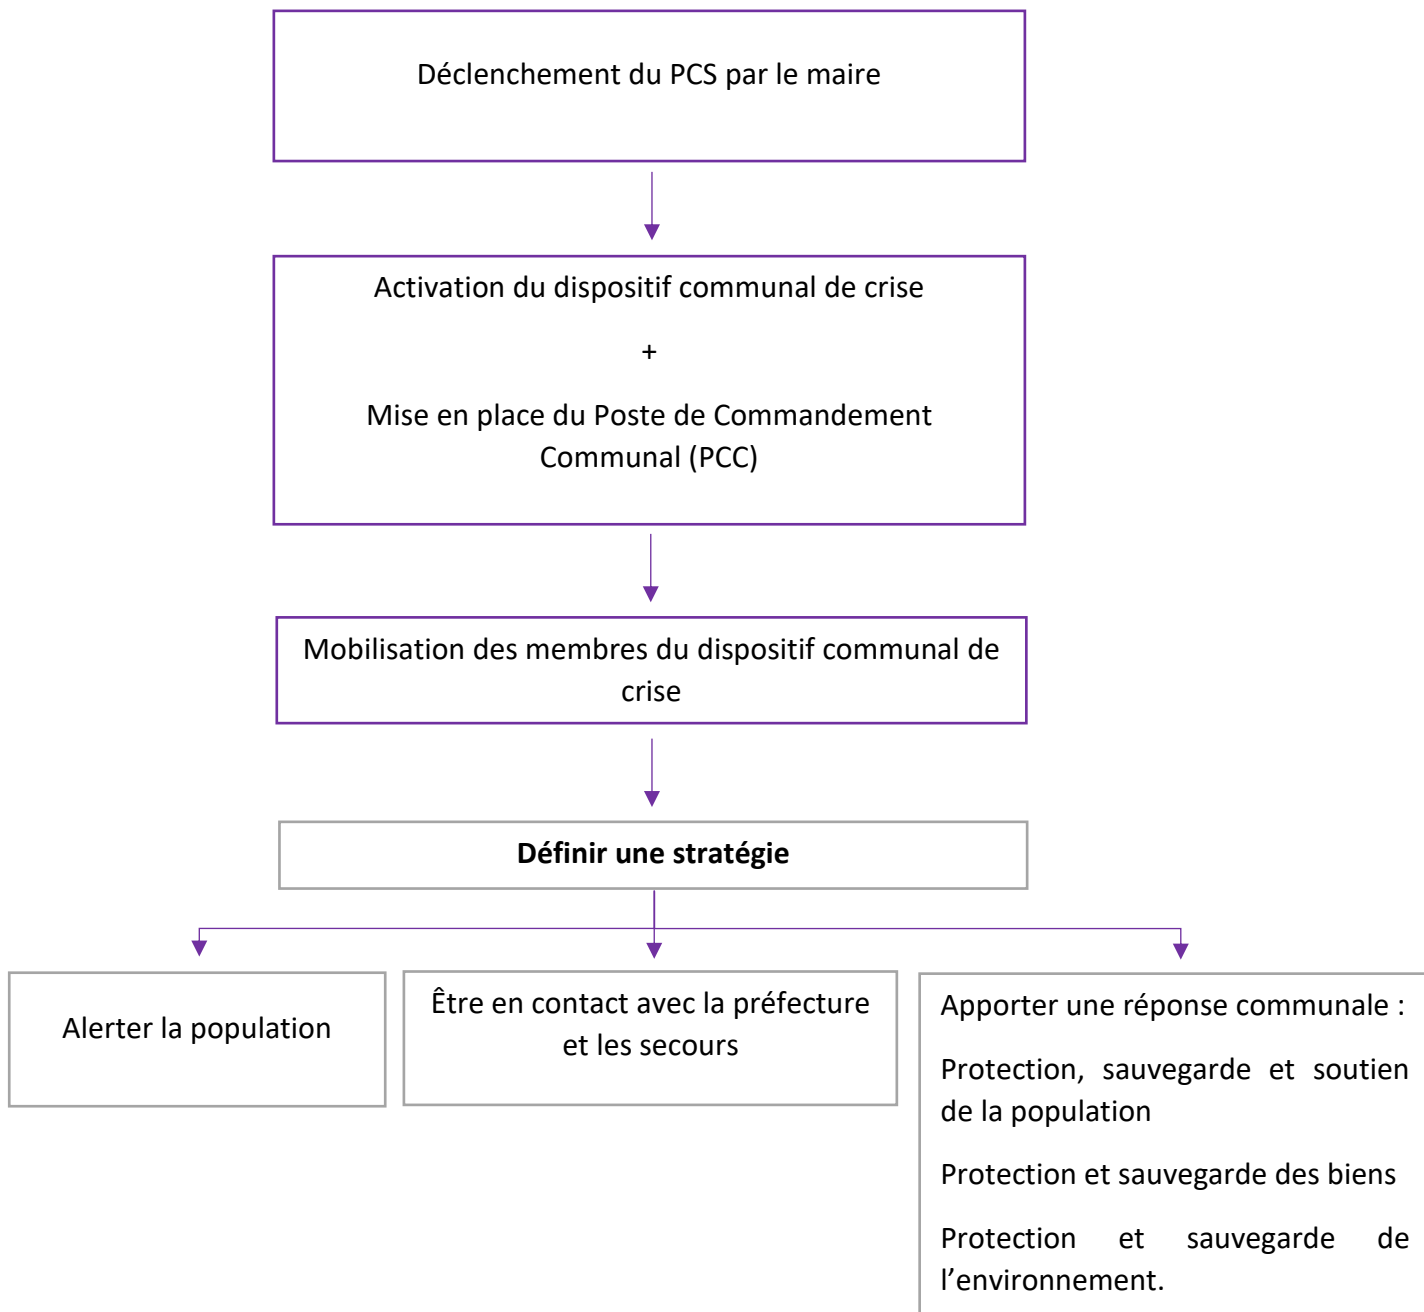 Déclenchement du PCS par le maire
Activation du dispositif communal de crise
+
Mise en place du Poste de Commandement
Communal (PCC)
Mobilisation des membres du dispositif communal de
crise
Définir une stratégie
Alerter la population
Être en contact avec la préfecture
et les secours
Apporter une réponse communale :
Protection, sauvegarde et soutien
de la population
Protection et sauvegarde des biens
Protection et sauvegarde de
l’environnement.